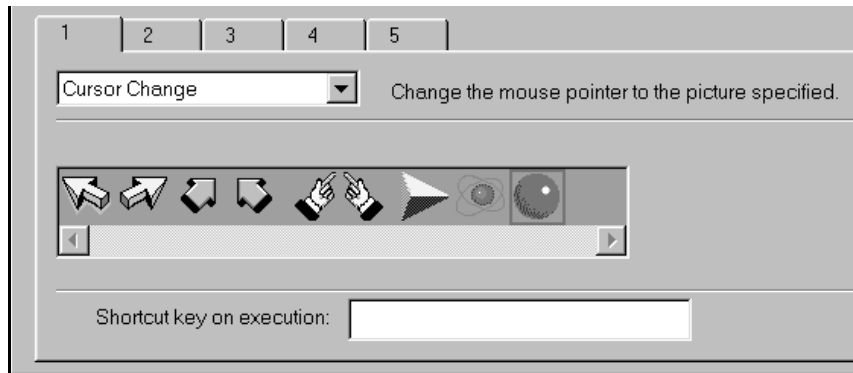 1 2 3 4 5
Cursor Change Change the mouse pointer to the picture specified.
Shortcut key on execution: